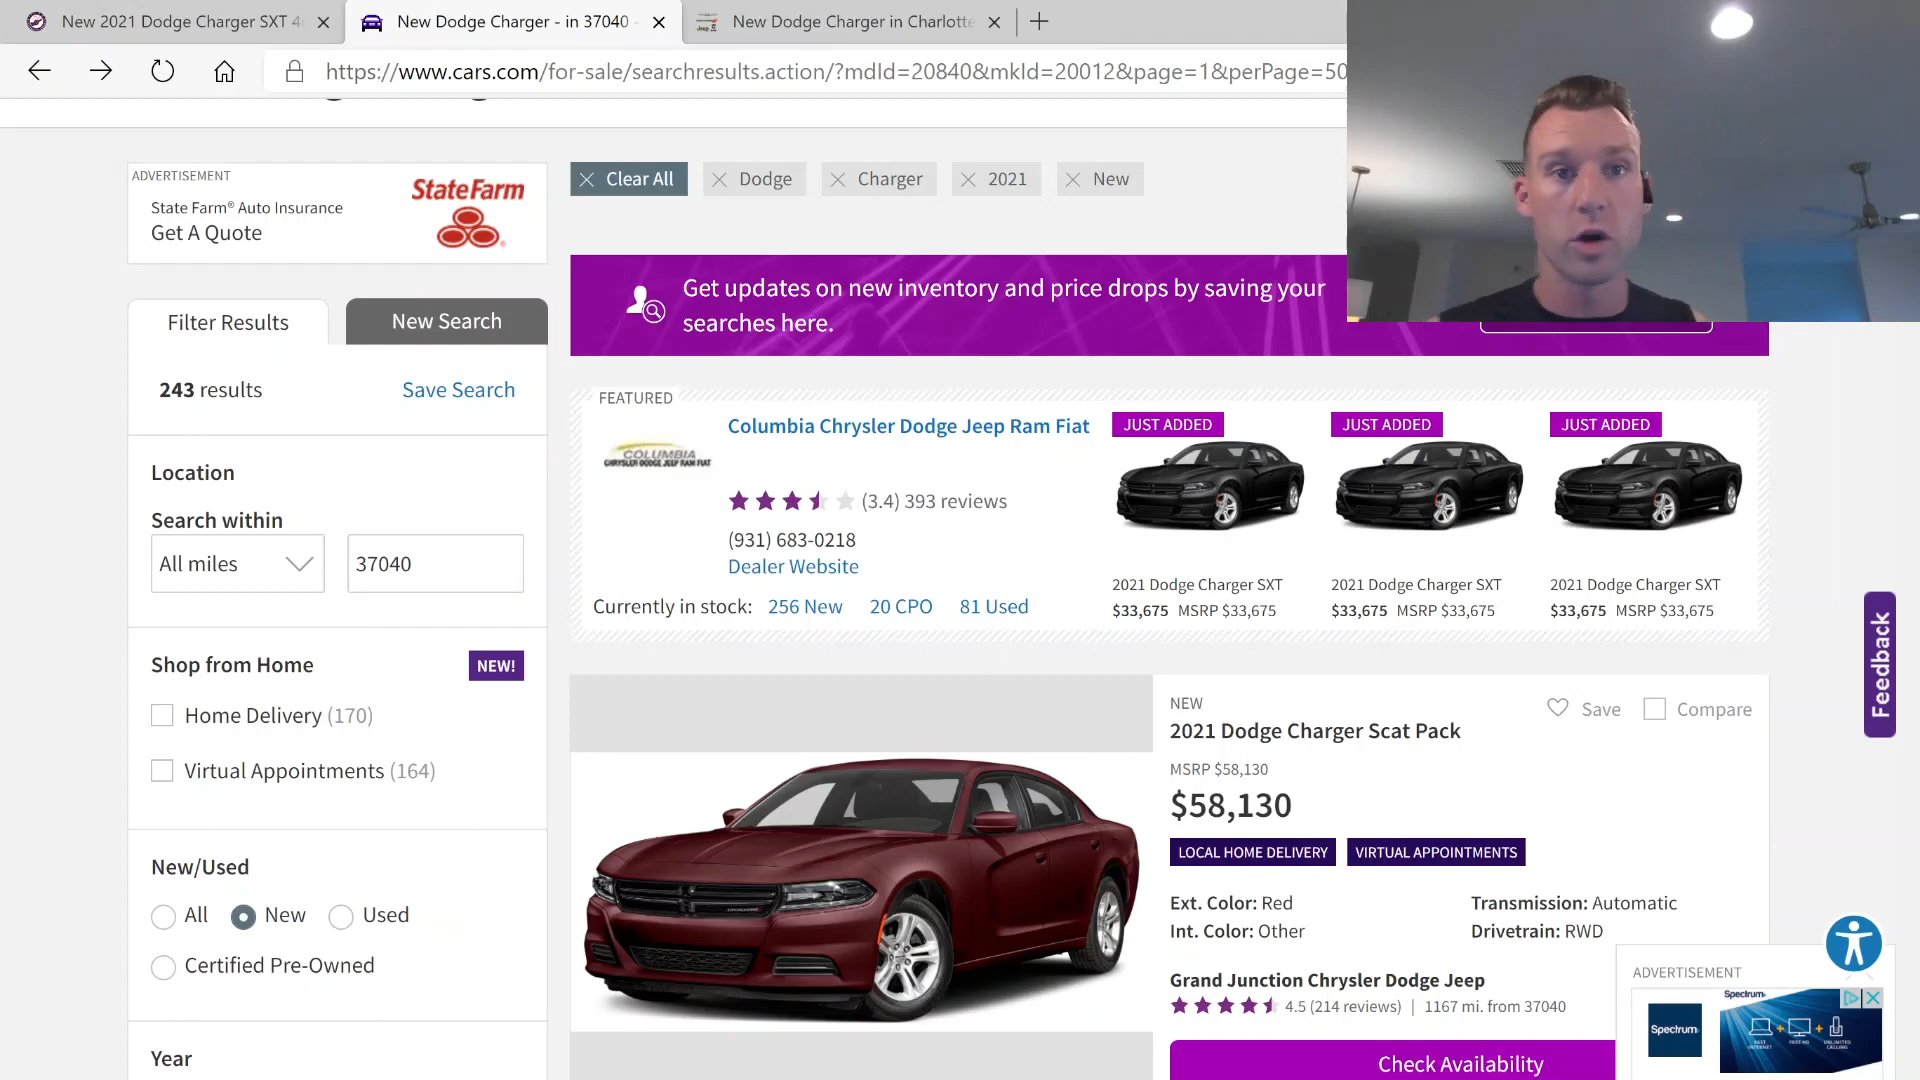 New 2021 Dodge Charger SXT 4
New Dodge Charger - in 37040 -
New Dodge Charger in Charlotte
https://www.cars.com/for-sale/searchresults.action/?mdId=20840&mkId=20012&page=1&perPage=50
ADVERTISEMENT
State Farm® Auto Insurance
Get A Quote
StateFarm
Clear All
Dodge
Charger
2021
New
Get updates on new inventory and price drops by saving your
searches here.
Filter Results
New Search
243 results
Save Search
Location
Search within
All miles
37040
Shop from Home
NEW!
Home Delivery (170)
Virtual Appointments (164)
New/Used
All
New
Used
Certified Pre-Owned
Year
FEATURED
COLUMBIA
CHRYSLER DODGE JEEP RAM FIAT
Columbia Chrysler Dodge Jeep Ram Fiat
(3.4) 393 reviews
(931) 683-0218
Dealer Website
Currently in stock: 256 New 20 CPO 81 Used
JUST ADDED
2021 Dodge Charger SXT
$33,675 MSRP $33,675
JUST ADDED
2021 Dodge Charger SXT
$33,675 MSRP $33,675
JUST ADDED
2021 Dodge Charger SXT
$33,675 MSRP $33,675
NEW
2021 Dodge Charger Scat Pack
Save
Compare
MSRP $58,130
$58,130
LOCAL HOME DELIVERY
VIRTUAL APPOINTMENTS
Ext. Color: Red
Transmission: Automatic
Int. Color: Other
Drivetrain: RWD
Grand Junction Chrysler Dodge Jeep
4.5 (214 reviews) | 1167 mi. from 37040
Check Availability
Feedback
ADVERTISEMENT
Spectrum
Spectrum